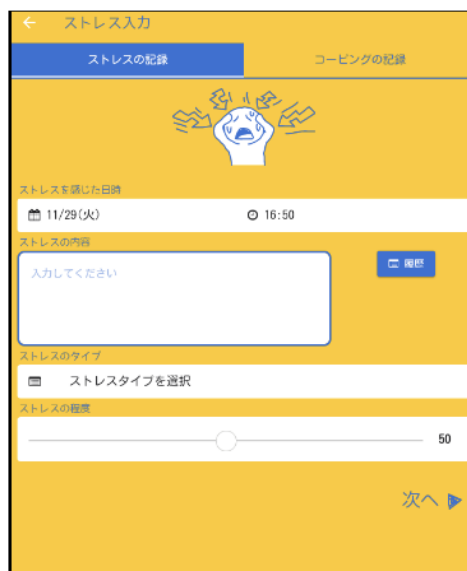 ストレス入力
ストレスの記録
コーピングの記録
ストレスを感じた日時
11/29(火)
16:50
ストレスの内容
入力してください
履歴
ストレスのタイプ
ストレスタイプを選択
ストレスの程度
50
次へ